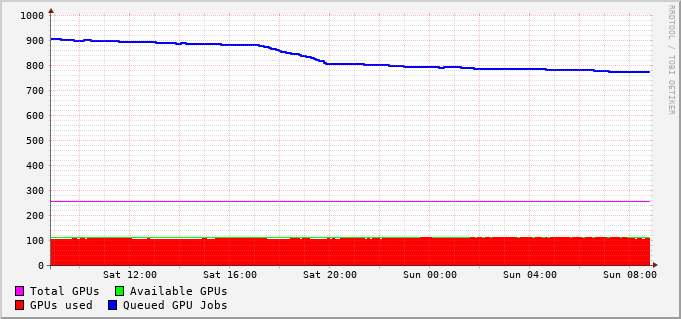 1000
900
800
700
600
500
400
300
200
100
0
Sat 12:00 Sat 16:00 Sat 20:00 Sun 00:00 Sun 04:00 Sun 08:00
Total GPUs Available GPUs
GPUs used Queued GPU Jobs
RRDTOOL / TOBI OETIKER